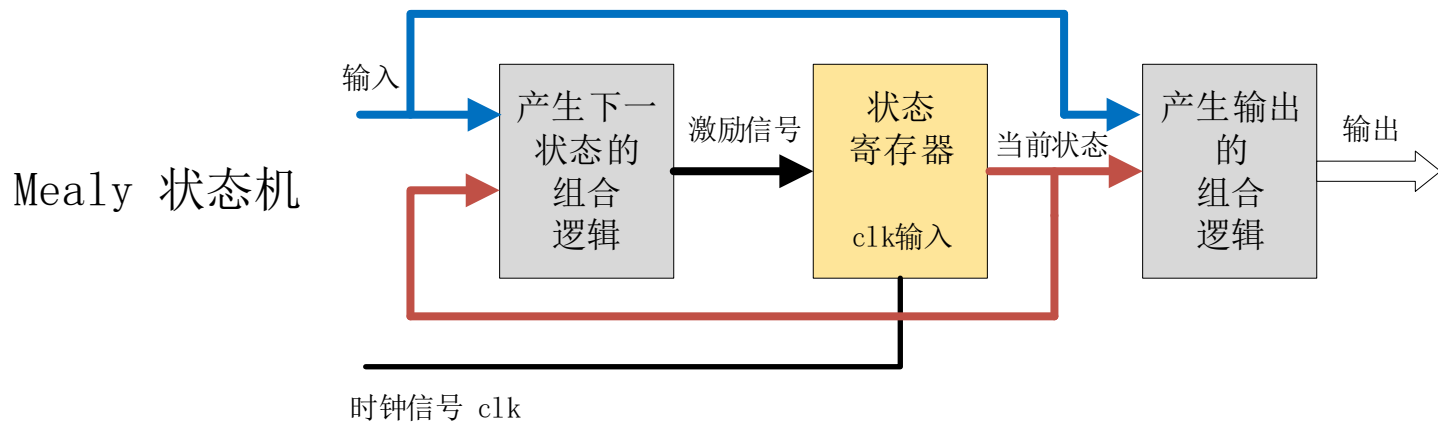 输入
产生下一
状态的
组合
逻辑
激励信号
状态
寄存器
clk输入
当前状态
产生输出
的
组合
逻辑
输出
Mealy 状态机
时钟信号 clk